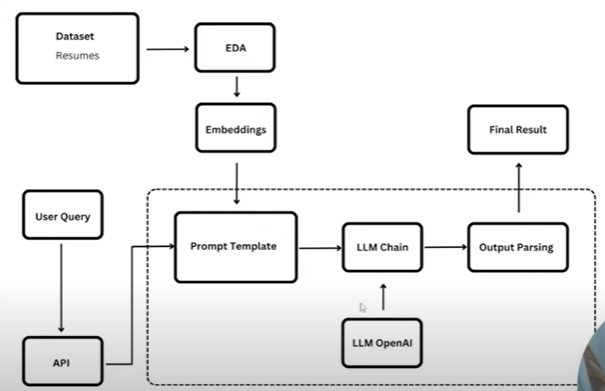 Dataset
Resumes
EDA
Embeddings
Final Result
User Query
Prompt Template
LLM Chain
Output Parsing
LLM OpenAI
API